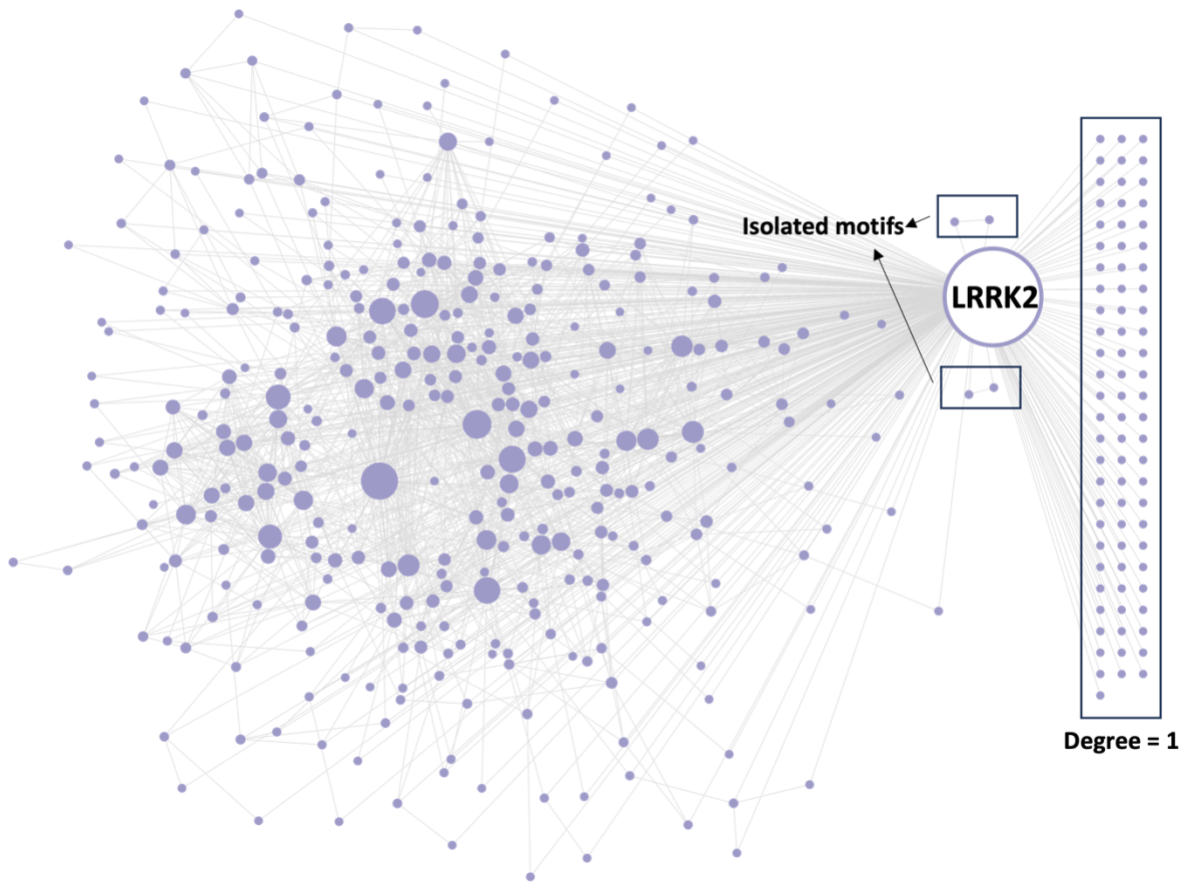 Isolated motifs
LRRK2
Degree = 1